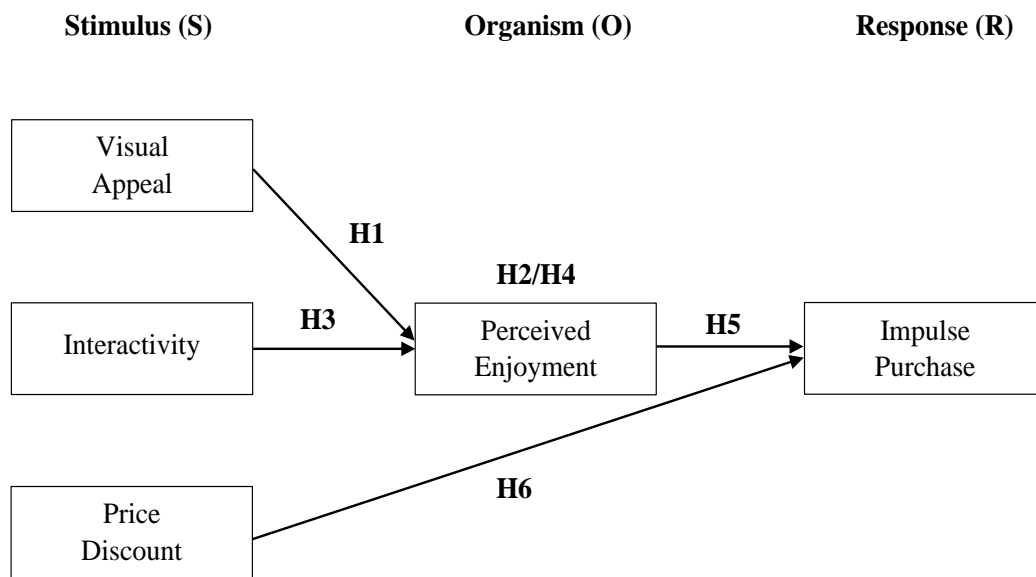 Stimulus (S)
Organism (O)
Response (R)
Visual
Appeal
H1
H2/H4
Interactivity
H3
Perceived
Enjoyment
H5
Impulse
Purchase
H6
Price
Discount